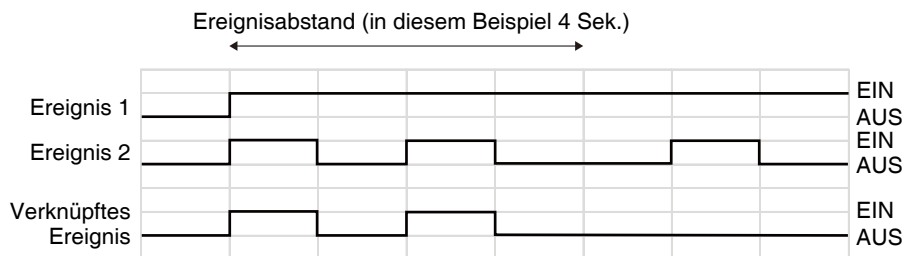 Ereignisabstand (in diesem Beispiel 4 Sek.)
Ereignis 1
EIN
AUS
Ereignis 2
EIN
AUS
Verknüpftes
Ereignis
EIN
AUS